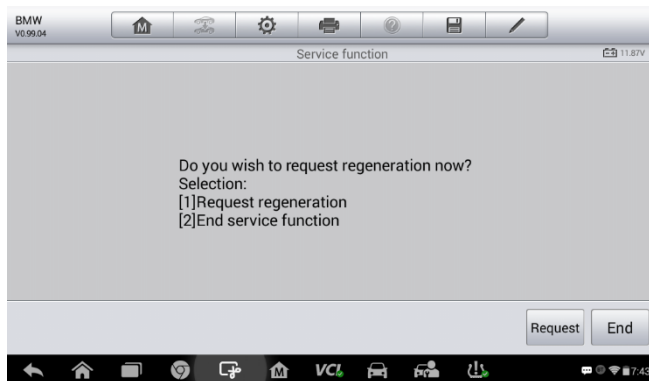 BMW
V0.99.04
M
Service function
11.87V
Do you wish to request regeneration now?
Selection:
[1]Request regeneration
[2]End service function
Request
End
M
VCI
7:43